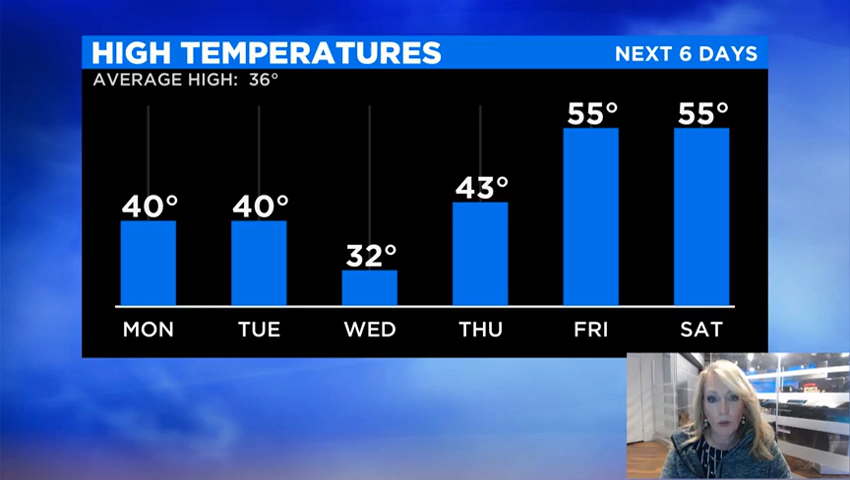 HIGH TEMPERATURES
NEXT 6 DAYS
AVERAGE HIGH: 36°
40° 40° 32° 43° 55° 55°
MON TUE WED THU FRI SAT